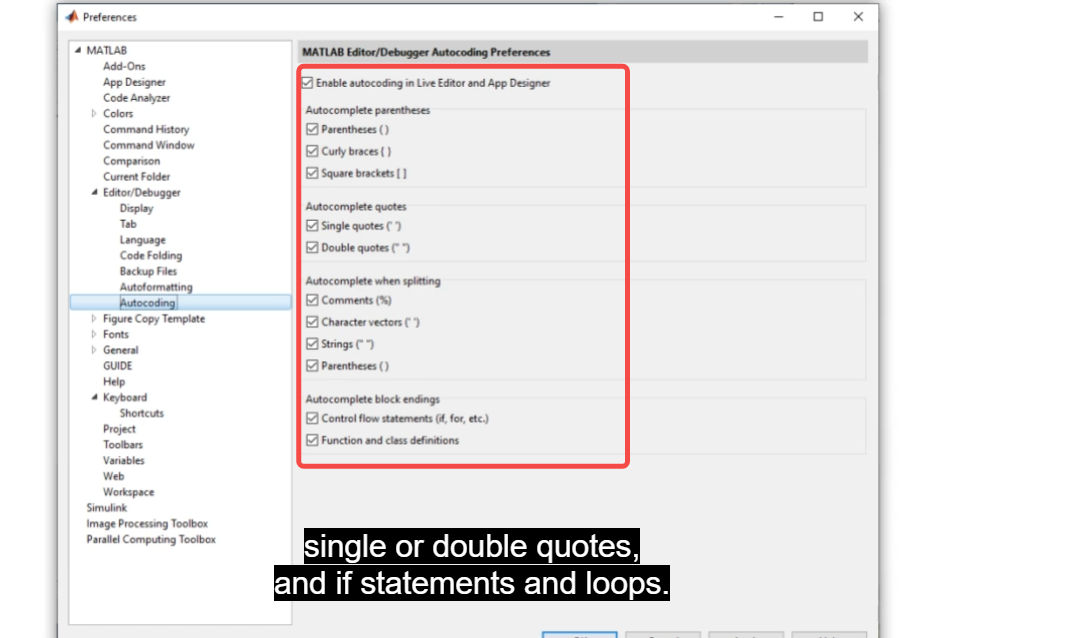 Preferences
MATLAB
Add-Ons
App Designer
Code Analyzer
Colors
Command History
Command Window
Comparison
Current Folder
Editor/Debugger
Display
Tab
Language
Code Folding
Backup Files
Autoformatting
Autocoding
Figure Copy Template
Fonts
General
GUIDE
Help
Keyboard
Shortcuts
Project
Toolbars
Variables
Web
Workspace
Simulink
Image Processing Toolbox
Parallel Computing Toolbox
MATLAB Editor/Debugger Autocoding Preferences
Enable autocoding in Live Editor and App Designer
Autocomplete parentheses
Parentheses ( )
Curly braces { }
Square brackets [ ]
Autocomplete quotes
Single quotes (' ')
Double quotes (" ")
Autocomplete when splitting
Comments (%)
Character vectors (' ')
Strings (" ")
Parentheses ( )
Autocomplete block endings
Control flow statements (if, for, etc.)
Function and class definitions
single or double quotes,
and if statements and loops.